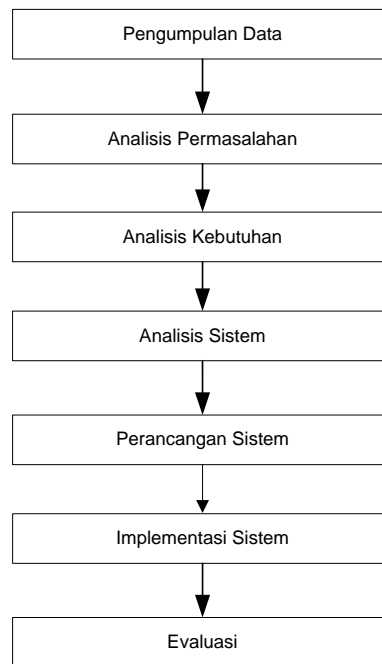 Pengumpulan Data
Analisis Permasalahan
Analisis Kebutuhan
Analisis Sistem
Perancangan Sistem
Implementasi Sistem
Evaluasi